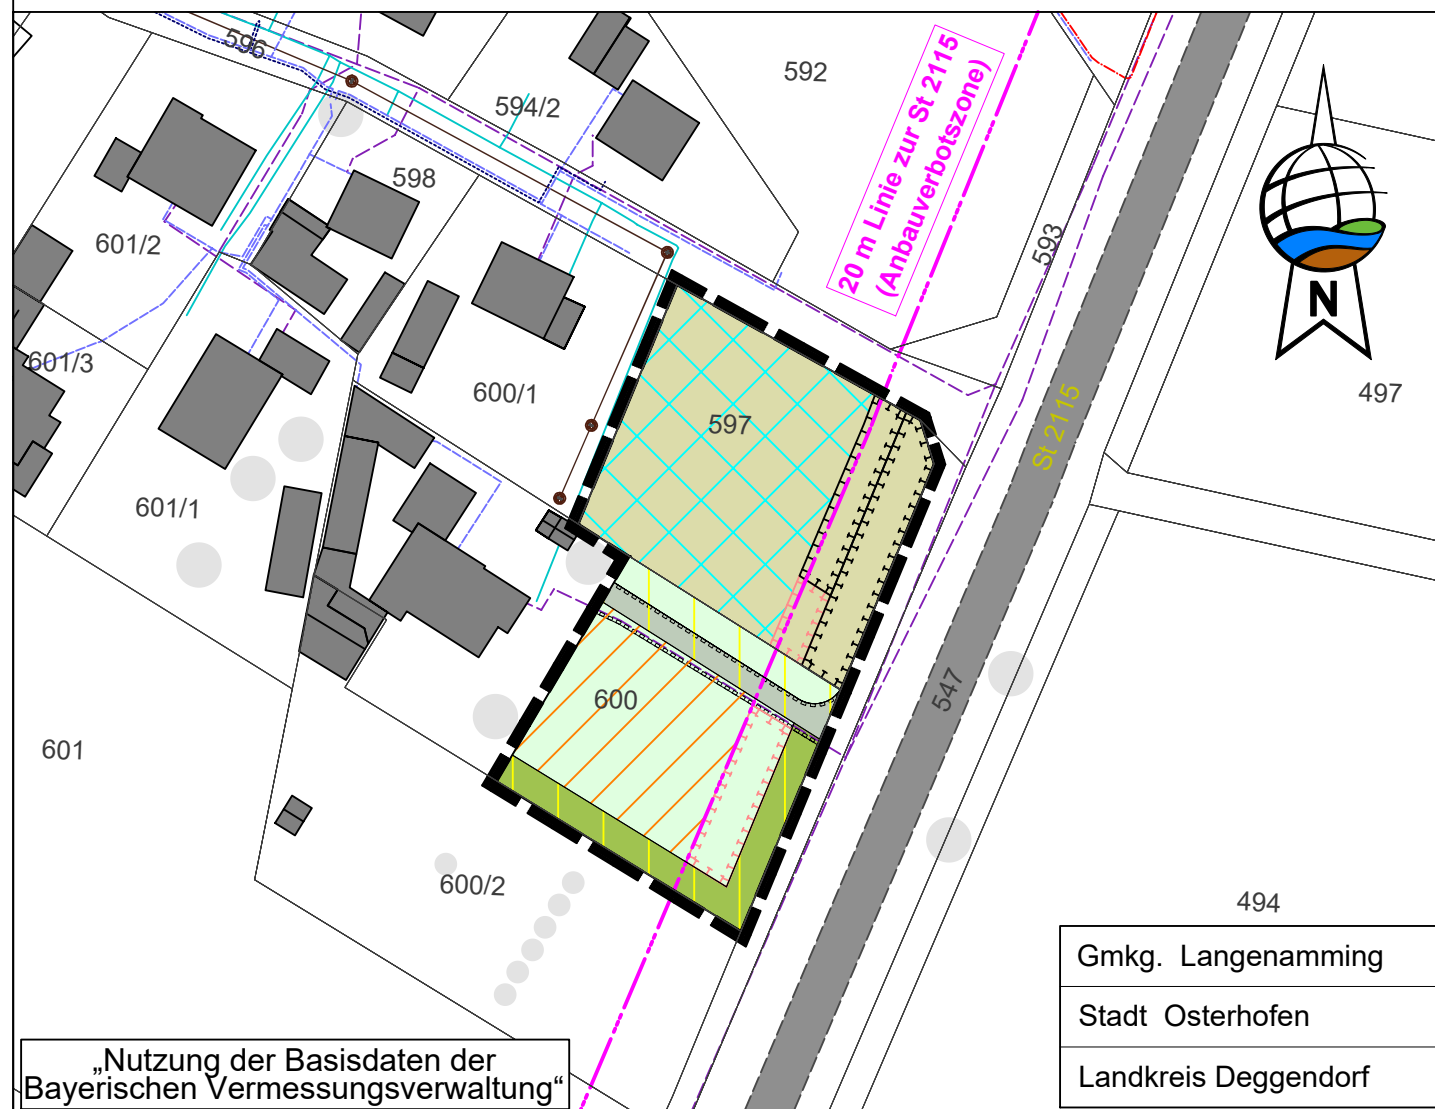 596
592
594/2
20 m Linie zur St 2115
(Anbauverbotszone)
598
601/2
593
N
601/3
600/1
497
597
St 2115
601/1
600
547
601
600/2
494
Gmkg. Langenamming
Stadt Osterhofen
Landkreis Deggendorf
„Nutzung der Basisdaten der
Bayerischen Vermessungsverwaltung“